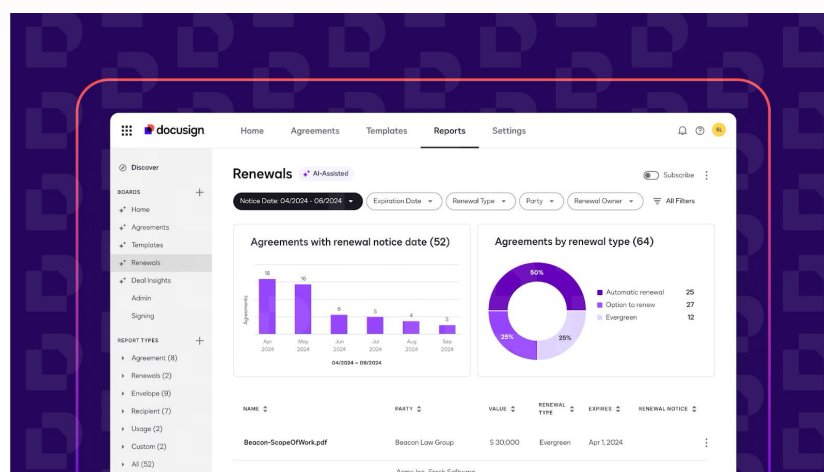 docusign
Home Agreements Templates Reports Settings
SL
Discover
BOARDS
Home
Agreements
Templates
Renewals
Deal Insights
Admin
Signing
REPORT TYPES
Agreement (8)
Renewals (2)
Envelope (9)
Recipient (7)
Usage (2)
Custom (2)
All (52)
Renewals AI-Assisted
Subscribe
Notice Date: 04/2024 - 06/2024 Expiration Date Renewal Type Party Renewal Owner All Filters
Agreements with renewal notice date (52)
Agreements
18 16 6 5 4 3
Apr 2024 May 2024 Jun 2024 Jul 2024 Aug 2024 Sep 2024
04/2024 – 09/2024
Agreements by renewal type (64)
50%
25%
25%
Automatic renewal 25
Option to renew 27
Evergreen 12
NAME PARTY VALUE RENEWAL TYPE EXPIRES RENEWAL NOTICE
Beacon-ScopeOfWork.pdf Beacon Law Group $ 30,000 Evergreen Apr 1, 2024
Acme Inc, Fresh Software